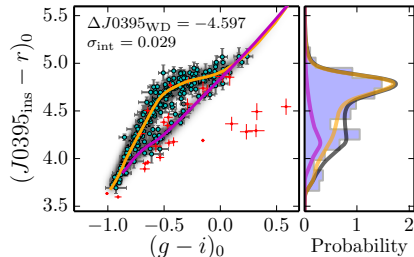 ΔJ0395WD = −4.597
σint = 0.029
5.5
5.0
4.5
4.0
3.5
(J0395ins − r)0
−1.0 −0.5 0.0 0.5
(g − i)0
0 1 2
Probability